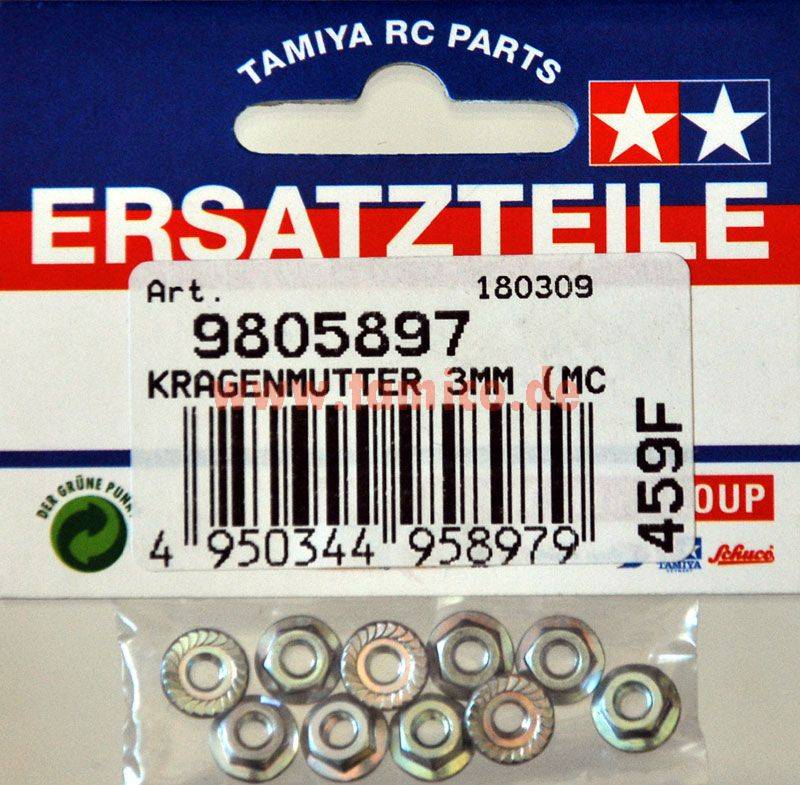 TAMIYA RC PARTS
ERSATZTEILE
Art. 180309
9805897
KRAGENMUTTER 3MM (MC
www.tamico.de
459F
4 950344 958979
DER GRÜNE PUNK
OUP
TAMIYA
Schuco